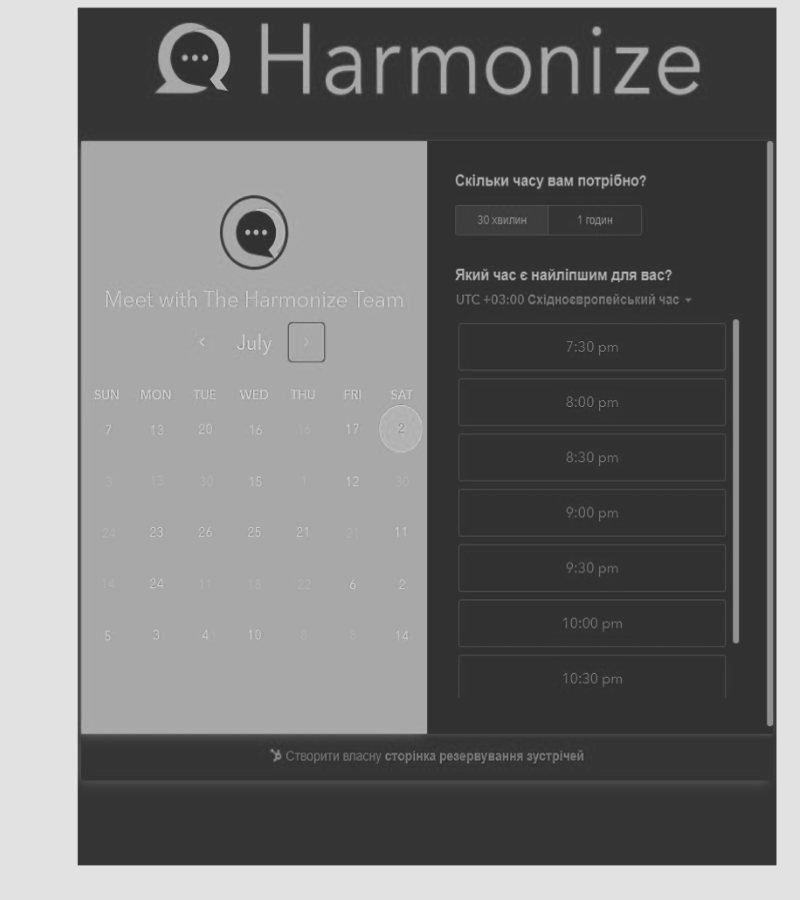 Harmonize
Meet with The Harmonize Team
July
SUN MON TUE WED THU FRI SAT
7 13 20 16 16 17 2
3 13 30 15 1 12 30
24 23 26 25 21 21 11
14 24 11 18 22 6 2
5 3 4 10 14
Скільки часу вам потрібно?
30 хвилин 1 годин
Який час є найліпшим для вас?
UTC +03:00 Східноєвропейський час
7:30 pm
8:00 pm
8:30 pm
9:00 pm
9:30 pm
10:00 pm
10:30 pm
Створити власну сторінка резервування зустрічей